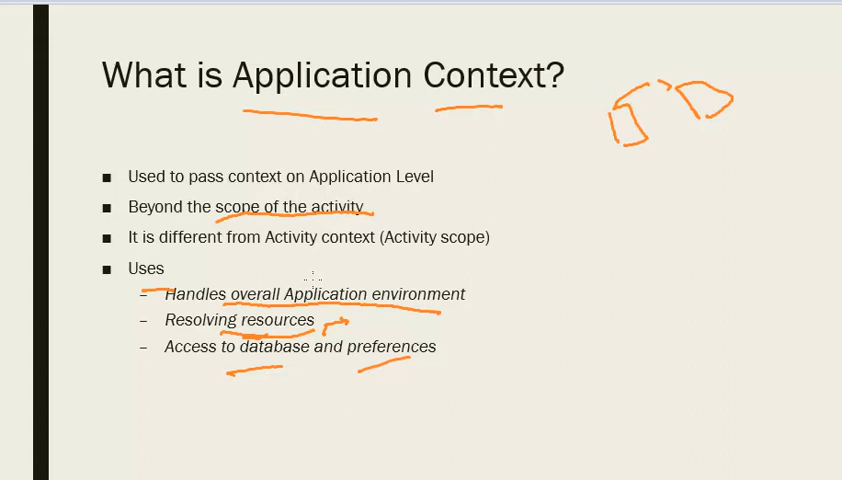 What is Application Context?
■ Used to pass context on Application Level
■ Beyond the scope of the activity
■ It is different from Activity context (Activity scope)
■ Uses
– Handles overall Application environment
– Resolving resources
– Access to database and preferences